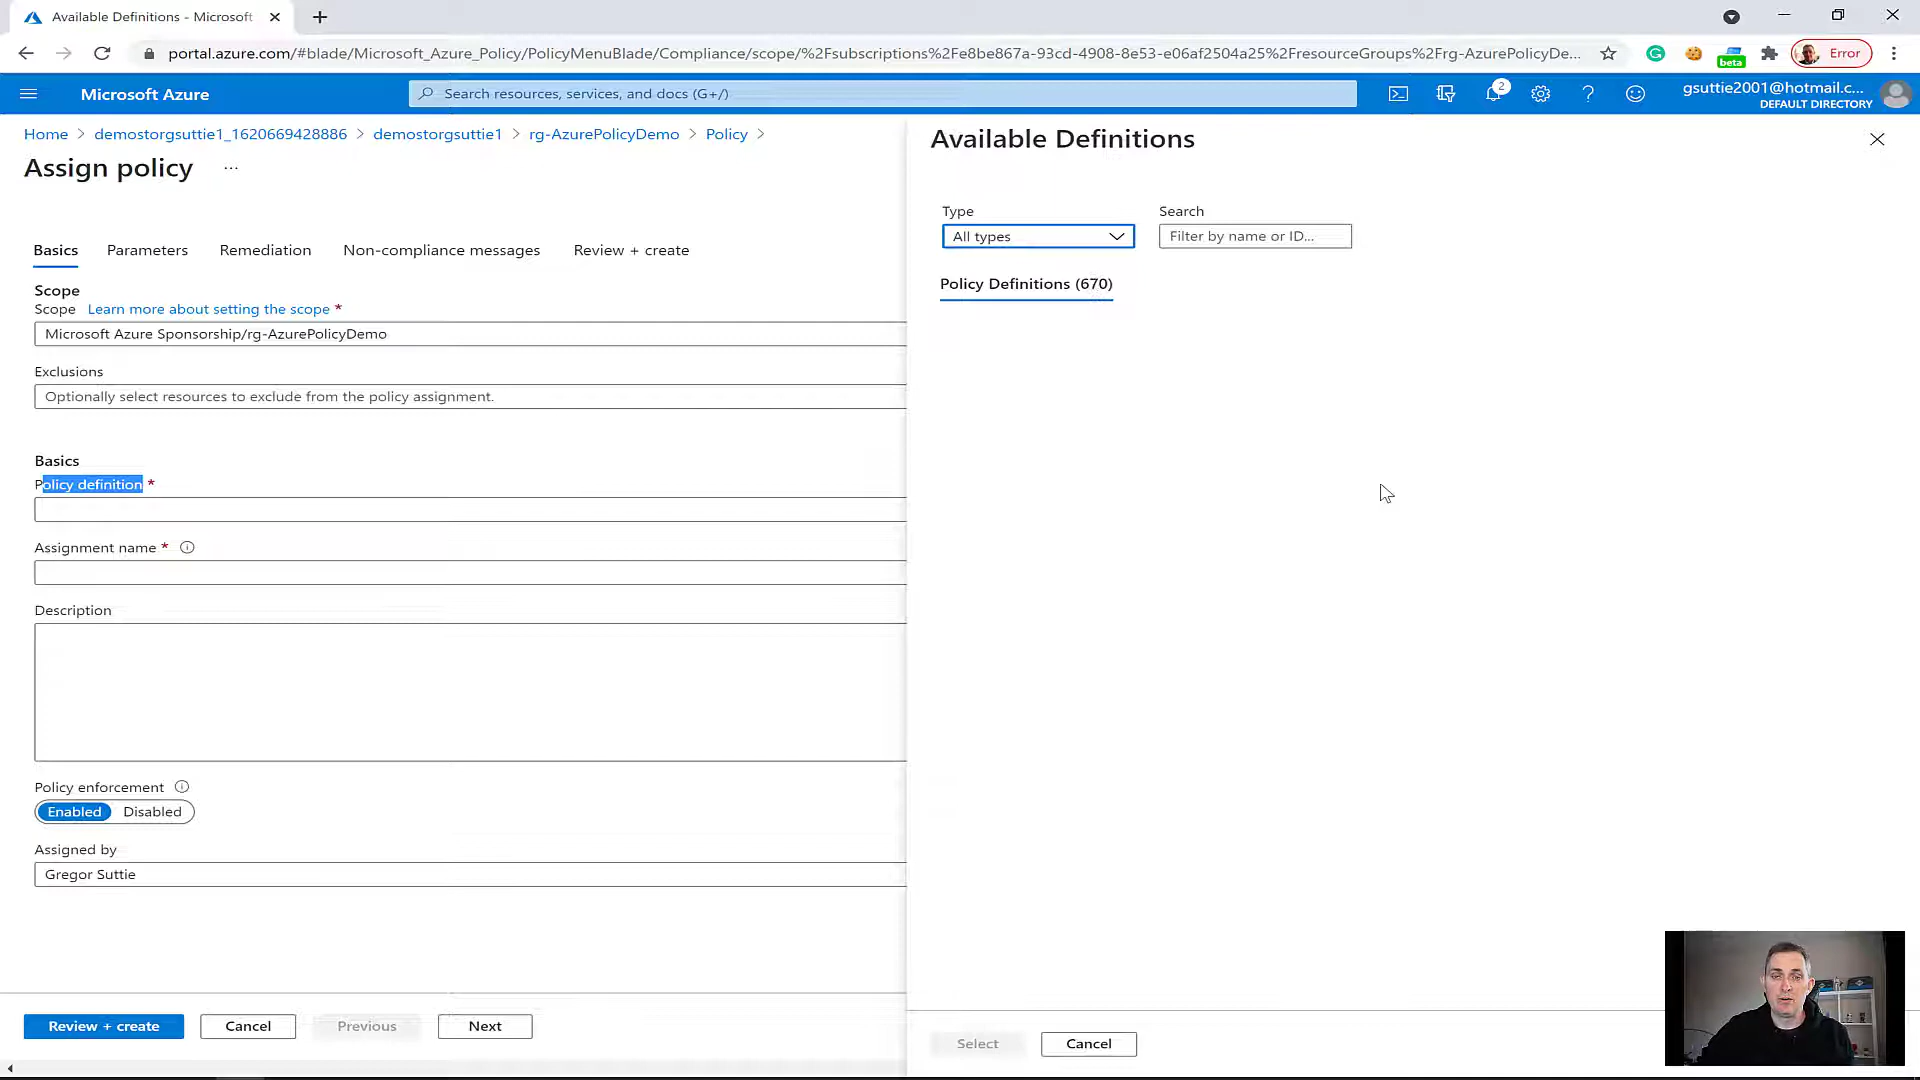 Available Definitions - Microsoft
portal.azure.com/#blade/Microsoft_Azure_Policy/PolicyMenuBlade/Compliance/scope/%2Fsubscriptions%2Fe8be867a-93cd-4908-8e53-e06af2504a25%2FresourceGroups%2Frg-AzurePolicyDe...
beta
Error
Microsoft Azure
Search resources, services, and docs (G+/)
2
gsuttie2001@hotmail.c...
DEFAULT DIRECTORY
Home > demostorgsuttie1_1620669428886 > demostorgsuttie1 > rg-AzurePolicyDemo > Policy >
Assign policy ...
Basics Parameters Remediation Non-compliance messages Review + create
Scope
Scope Learn more about setting the scope *
Microsoft Azure Sponsorship/rg-AzurePolicyDemo
Exclusions
Optionally select resources to exclude from the policy assignment.
Basics
Policy definition *
Assignment name *
Description
Policy enforcement
Enabled Disabled
Assigned by
Gregor Suttie
Review + create Cancel Previous Next
Available Definitions
Type Search
All types Filter by name or ID...
Policy Definitions (670)
Select Cancel